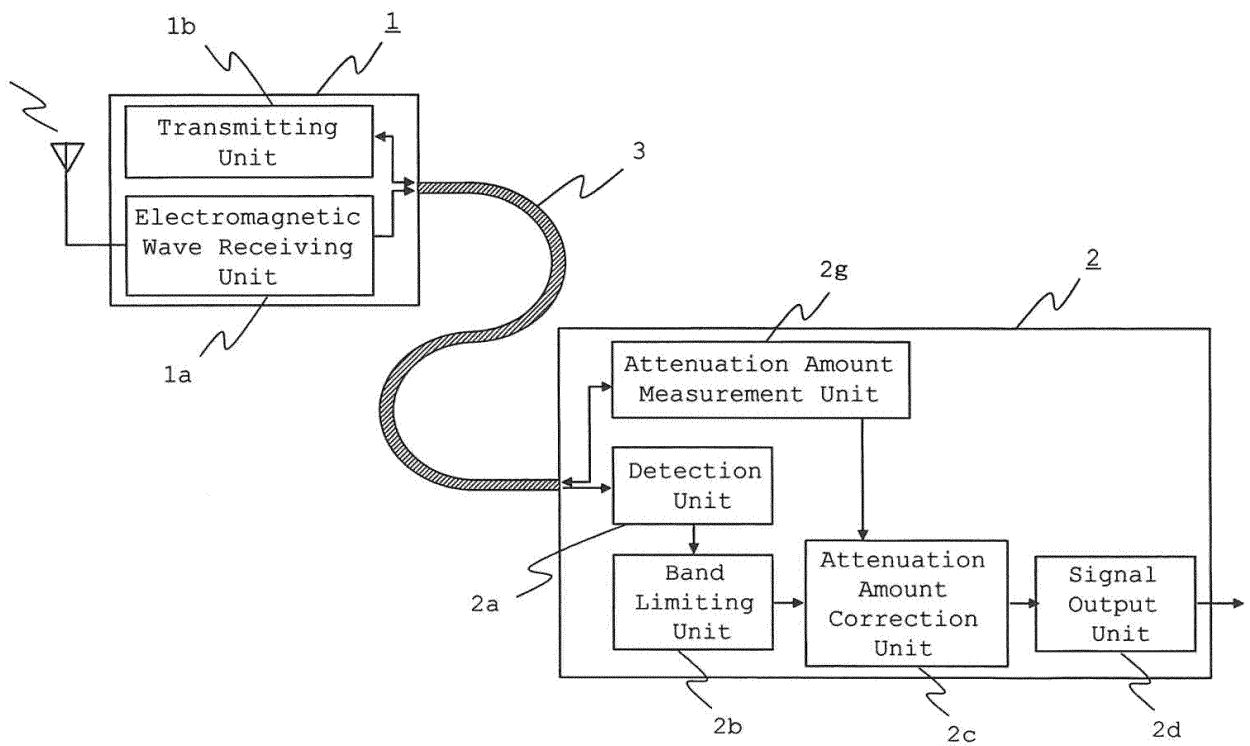 1b
1
Transmitting
Unit
3
Electromagnetic
Wave Receiving
Unit
1a
2g
2
Attenuation Amount
Measurement Unit
Detection
Unit
2a
Band
Limiting
Unit
Attenuation
Amount
Correction
Unit
Signal
Output
Unit
2b
2c
2d